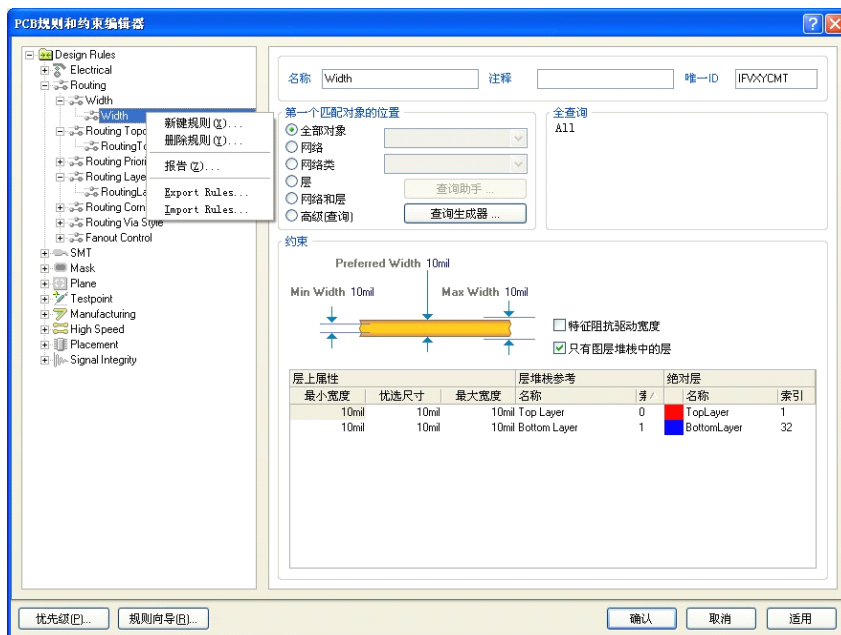 PCB规则和约束编辑器
Design Rules
Electrical
Routing
Width
Width
Routing Topo
RoutingTo
Routing Priori
Routing Laye
RoutingLa
Routing Corn
Routing Via Style
Fanout Control
SMT
Mask
Plane
Testpoint
Manufacturing
High Speed
Placement
Signal Integrity
新键规则(X)...
删除规则(Y)...
报告(Z)...
Export Rules...
Import Rules...
名称 Width 注释 唯一ID IFVXYCMT
第一个匹配对象的位置
全部对象
网络
网络类
层
网络和层
高级(查询)
查询助手 ...
查询生成器 ...
全查询
All
约束
Preferred Width 10mil
Min Width 10mil Max Width 10mil
特征阻抗驱动宽度
只有图层堆栈中的层
层上属性 层堆栈参考 绝对层
最小宽度 优选尺寸 最大宽度 名称 名称 索引
10mil 10mil 10mil Top Layer 0 TopLayer 1
10mil 10mil 10mil Bottom Layer 1 BottomLayer 32
优先级(P)... 规则向导(R)... 确认 取消 适用